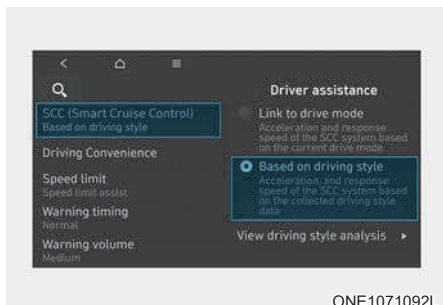 SCC (Smart Cruise Control)
Based on driving style
Driving Convenience
Speed limit
Speed limit assist
Warning timing
Normal
Warning volume
Medium
Driver assistance
Link to drive mode
Acceleration and response
speed of the SCC system based
on the current drive mode
Based on driving style
Acceleration, and response
speed of the SCC system based
on the collected driving style
data
View driving style analysis
ONE1071092L